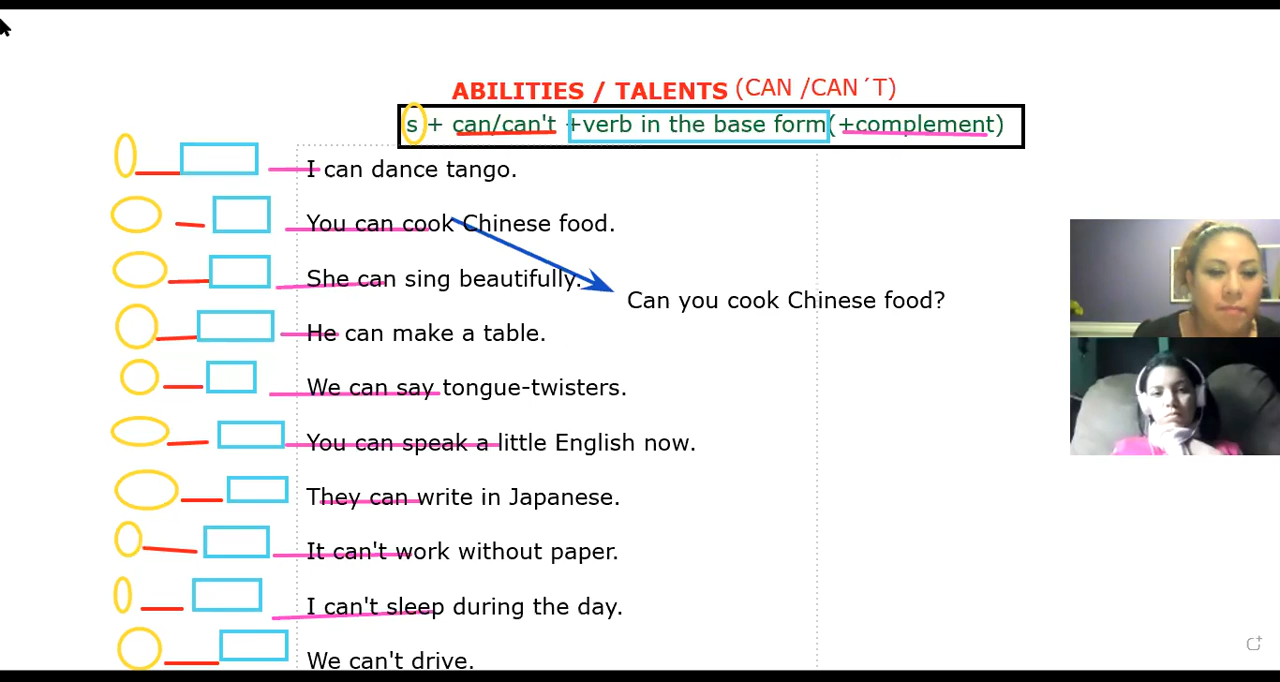 ABILITIES / TALENTS (CAN /CAN´T)
s + can/can't +verb in the base form(+complement)
I can dance tango.
You can cook Chinese food.
She can sing beautifully.
Can you cook Chinese food?
He can make a table.
We can say tongue-twisters.
You can speak a little English now.
They can write in Japanese.
It can't work without paper.
I can't sleep during the day.
We can't drive.